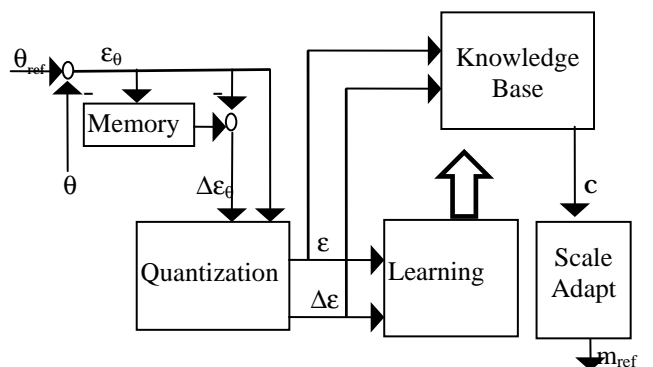 θref
εθ
-
-
Memory
θ
Δεθ
Knowledge
Base
c
Quantization
ε
Δε
Learning
Scale
Adapt
mref